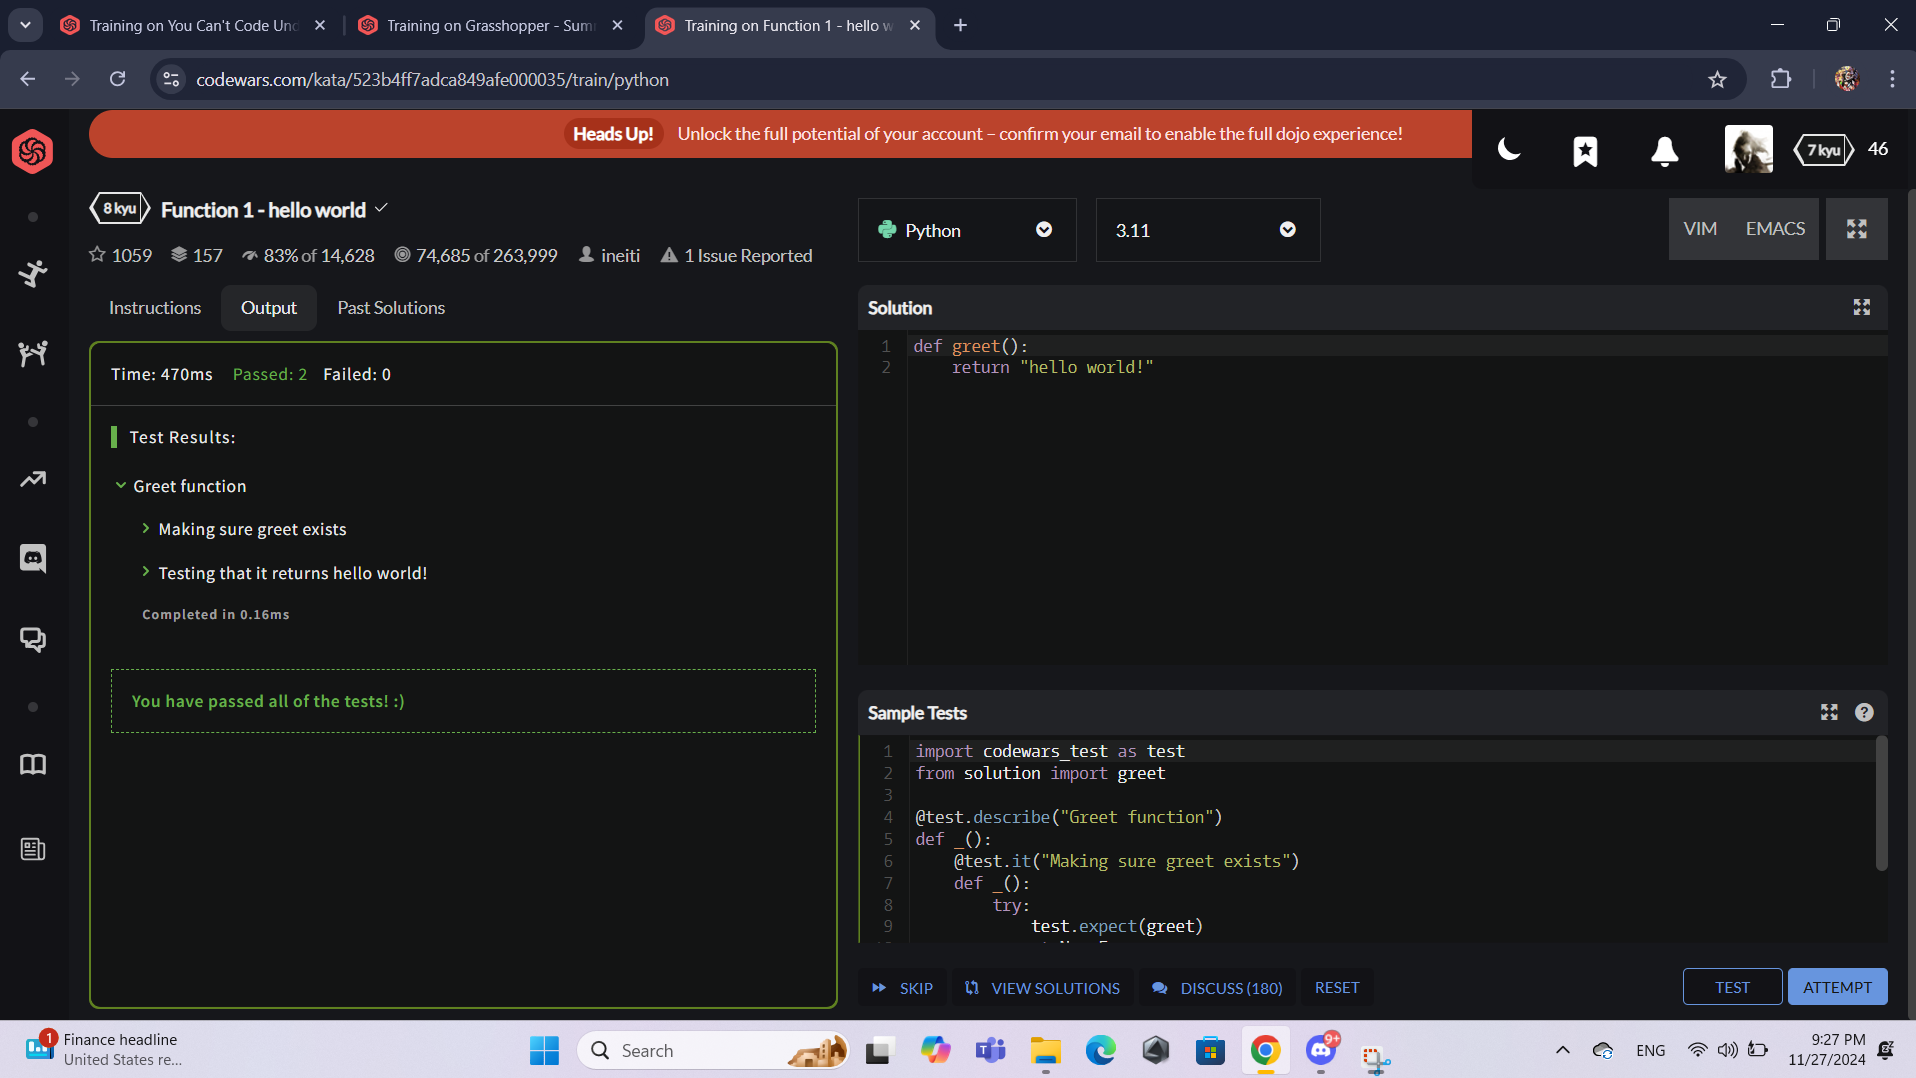 Training on You Can't Code Und
Training on Grasshopper - Sum
Training on Function 1 - hello w
codewars.com/kata/523b4ff7adca849afe000035/train/python
Heads Up! Unlock the full potential of your account – confirm your email to enable the full dojo experience!
7 kyu 46
8 kyu Function 1 - hello world
1059 157 83% of 14,628 74,685 of 263,999 ineiti 1 Issue Reported
Python
3.11
VIM EMACS
Instructions Output Past Solutions
Time: 470ms Passed: 2 Failed: 0
Test Results:
Greet function
Making sure greet exists
Testing that it returns hello world!
Completed in 0.16ms
You have passed all of the tests! :)
Solution
1 def greet():
2 return "hello world!"
Sample Tests
1 import codewars_test as test
2 from solution import greet
3
4 @test.describe("Greet function")
5 def _():
6 @test.it("Making sure greet exists")
7 def _():
8 try:
9 test.expect(greet)
SKIP VIEW SOLUTIONS DISCUSS (180) RESET
TEST ATTEMPT
1
Finance headline
United States re...
Search
9+
ENG
9:27 PM
11/27/2024